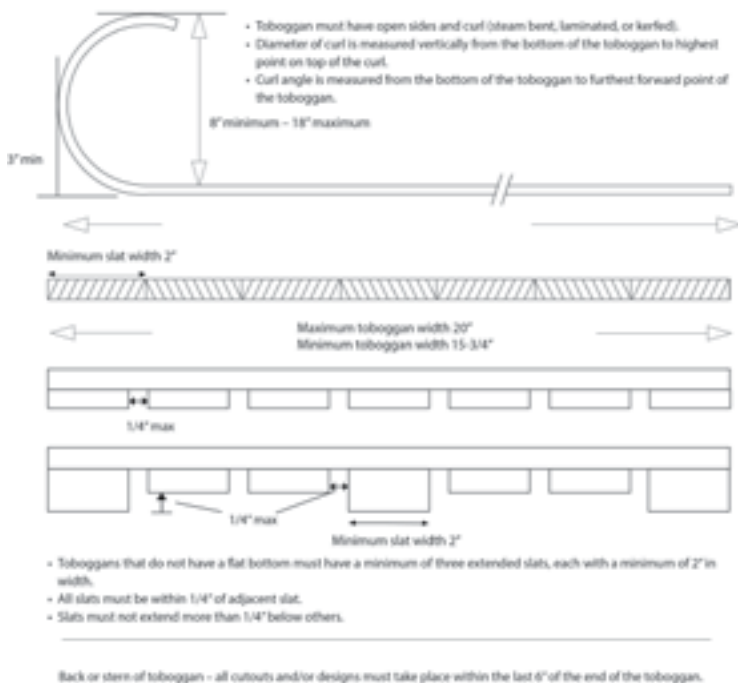 • Toboggan must have open sides and curl (steam bent, laminated, or kerfed).
• Diameter of curl is measured vertically from the bottom of the toboggan to highest
point on top of the curl.
• Curl angle is measured from the bottom of the toboggan to furthest forward point of
the toboggan.
8" minimum – 18" maximum
3" min
Minimum slat width 2"
Maximum toboggan width 20"
Minimum toboggan width 15-3/4"
1/4" max
1/4" max
Minimum slat width 2"
• Toboggans that do not have a flat bottom must have a minimum of three extended slats, each with a minimum of 2" in
width.
• All slats must be within 1/4" of adjacent slat.
• Slats must not extend more than 1/4" below others.
Back or stern of toboggan – all cutouts and/or designs must take place within the last 6" of the end of the toboggan.